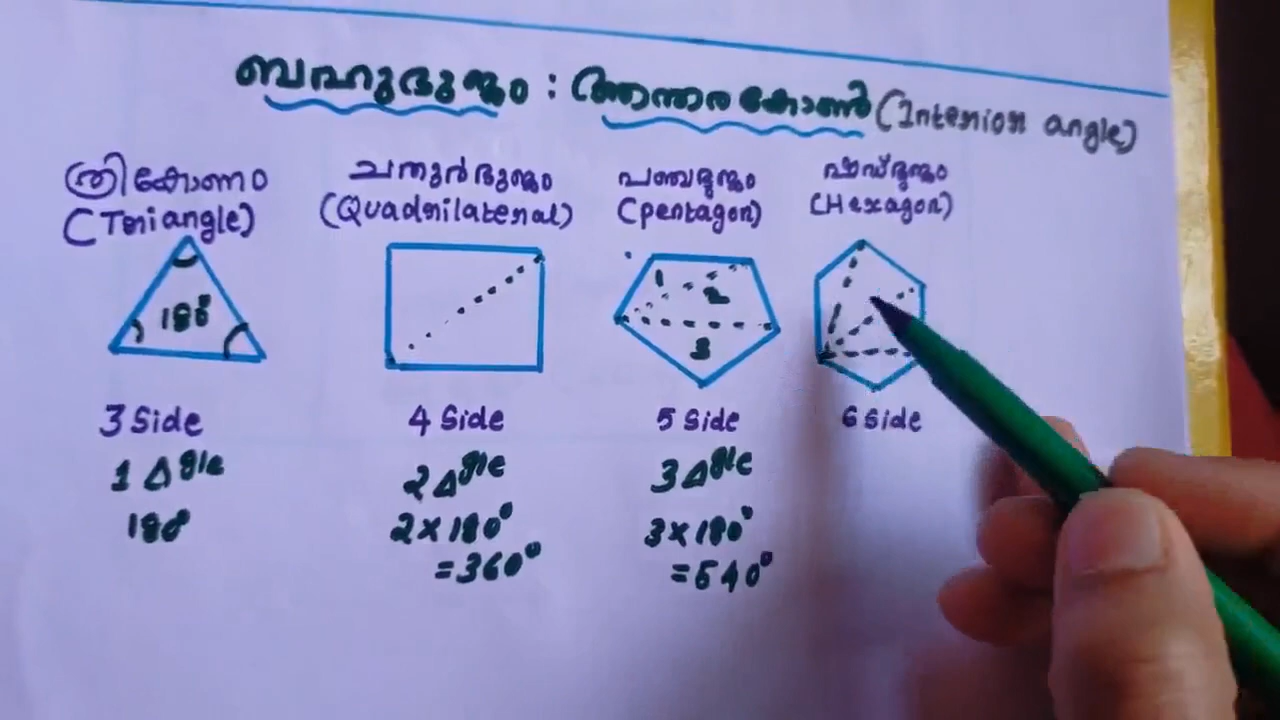 ബഹുഭുജം : ആന്തരകോൺ (Interior angle)
ത്രികോണം
(Triangle)
180°
3 Side
1 △gle
180
ചതുർഭുജം
(Quadrilateral)
4 Side
2 △gle
2 × 180°
= 360°
പഞ്ചഭുജം
(Pentagon)
1
2
3
5 Side
3 △gle
3 × 180°
= 540°
ഷഡ്ഭുജം
(Hexagon)
6 Side